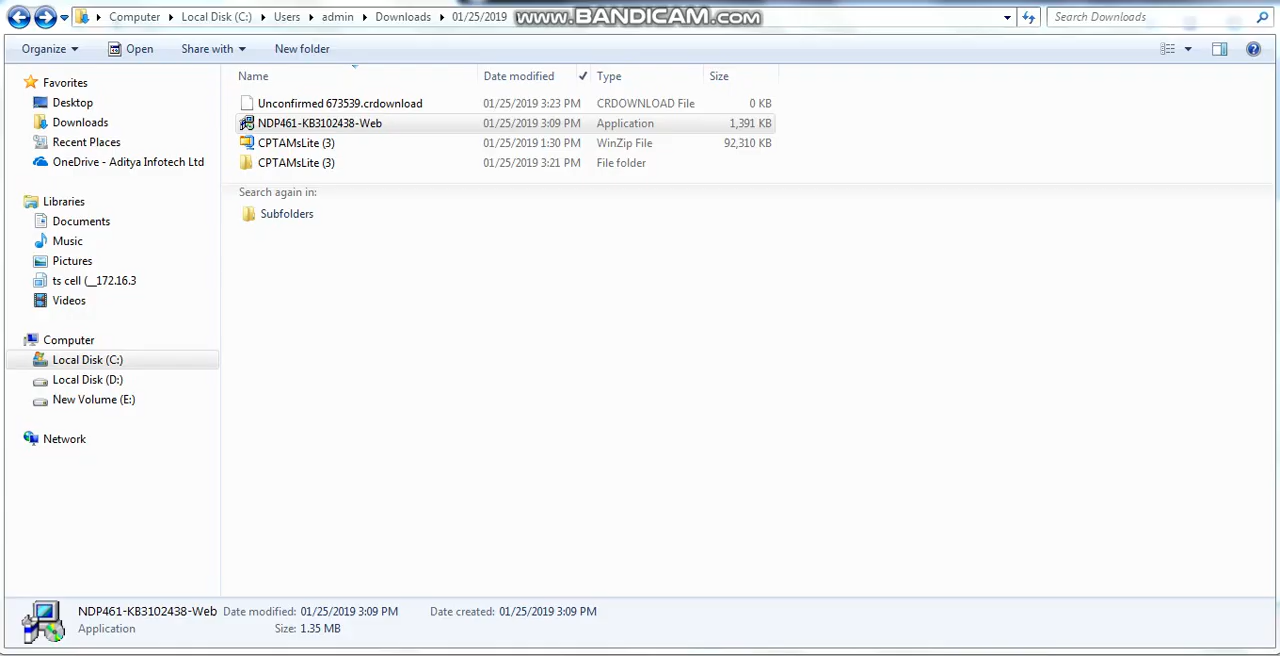 Computer Local Disk (C:) Users admin Downloads 01/25/2019 www.BANDICAM.com Search Downloads
Organize Open Share with New folder
Name Date modified Type Size
Favorites
Desktop
Downloads
Recent Places
OneDrive - Aditya Infotech Ltd
Libraries
Documents
Music
Pictures
ts cell (__172.16.3
Videos
Computer
Local Disk (C:)
Local Disk (D:)
New Volume (E:)
Network
Unconfirmed 673539.crdownload 01/25/2019 3:23 PM CRDOWNLOAD File 0 KB
NDP461-KB3102438-Web 01/25/2019 3:09 PM Application 1,391 KB
CPTAMsLite (3) 01/25/2019 1:30 PM WinZip File 92,310 KB
CPTAMsLite (3) 01/25/2019 3:21 PM File folder
Search again in:
Subfolders
NDP461-KB3102438-Web Date modified: 01/25/2019 3:09 PM Date created: 01/25/2019 3:09 PM
Application Size: 1.35 MB